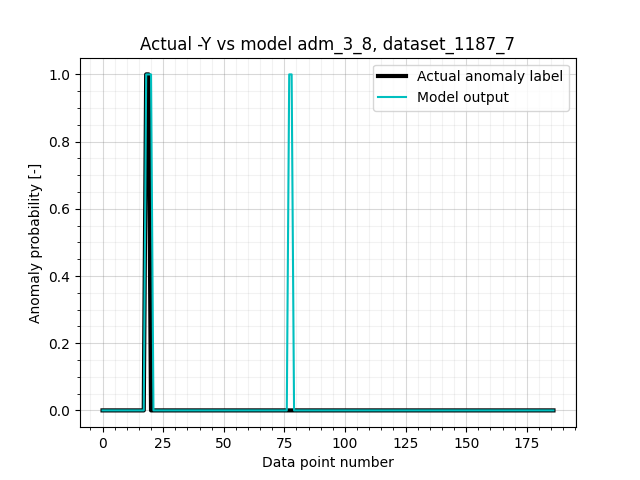 Actual -Y vs model adm_3_8, dataset_1187_7
Actual anomaly label
Model output
Anomaly probability [-]
1.0
0.8
0.6
0.4
0.2
0.0
0 25 50 75 100 125 150 175
Data point number